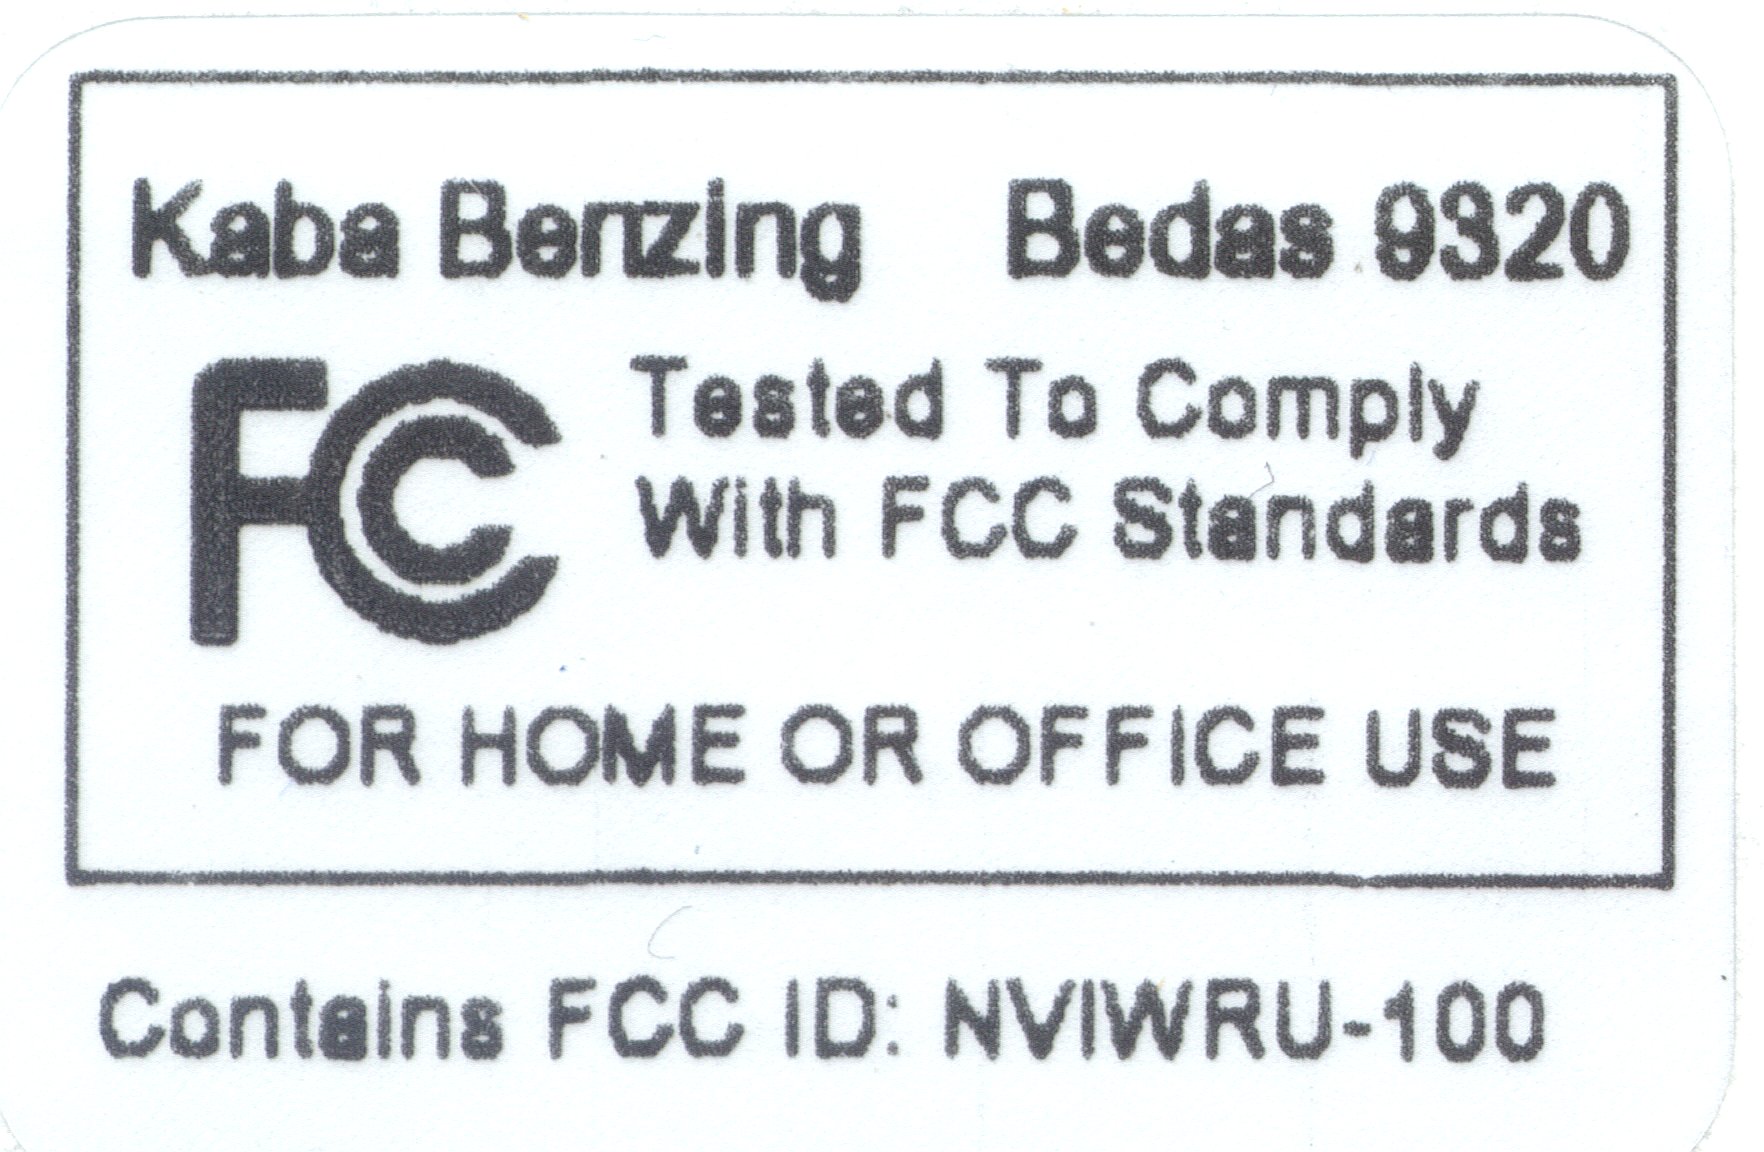 Kaba Benzing Bedas 9320
FCC Tested To Comply
With FCC Standards
FOR HOME OR OFFICE USE
Contains FCC ID: NVIWRU-100